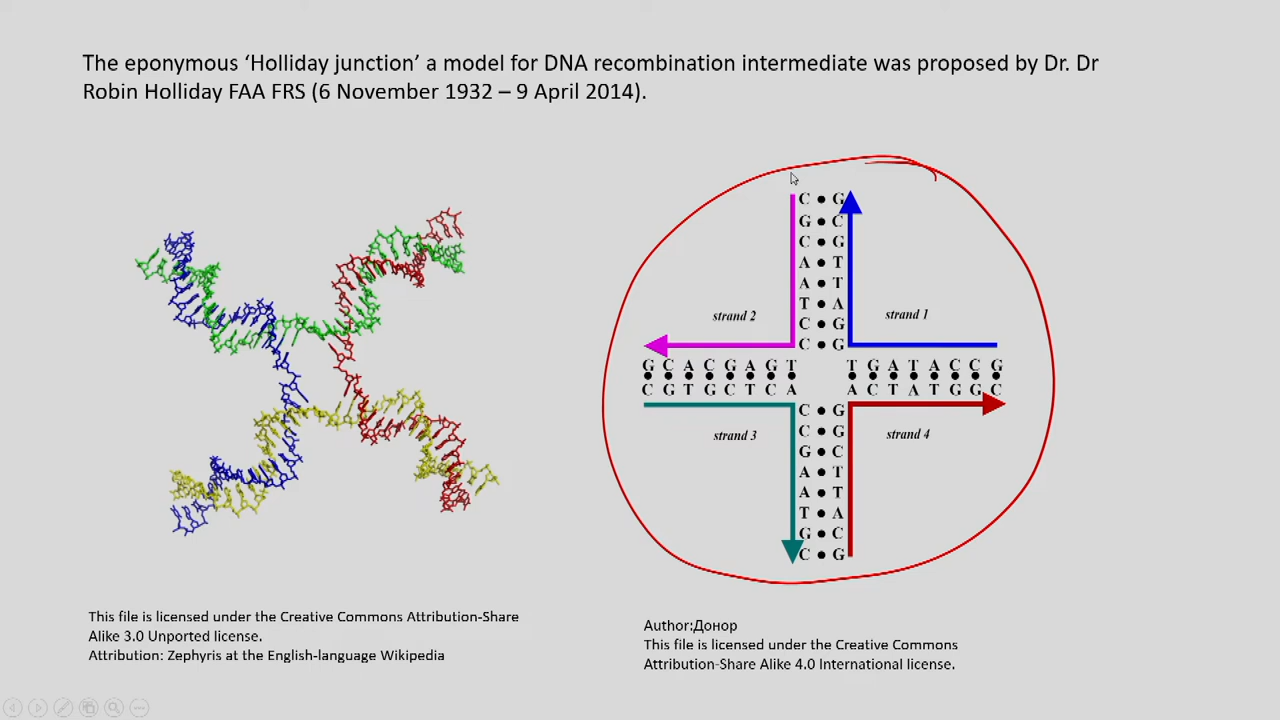 The eponymous ‘Holliday junction’ a model for DNA recombination intermediate was proposed by Dr. Dr
Robin Holliday FAA FRS (6 November 1932 – 9 April 2014).
C • G
G • C
C • G
A • T
A • T
T • A
C • G
C • G
strand 2
strand 1
G C A C G A G T
T G A T A C C G
C G T G C T C A
A C T A T G G C
strand 3
strand 4
C • G
C • G
G • C
A • T
A • T
T • A
G • C
C • G
This file is licensed under the Creative Commons Attribution-Share
Alike 3.0 Unported license.
Attribution: Zephyris at the English-language Wikipedia
Author:Донор
This file is licensed under the Creative Commons
Attribution-Share Alike 4.0 International license.